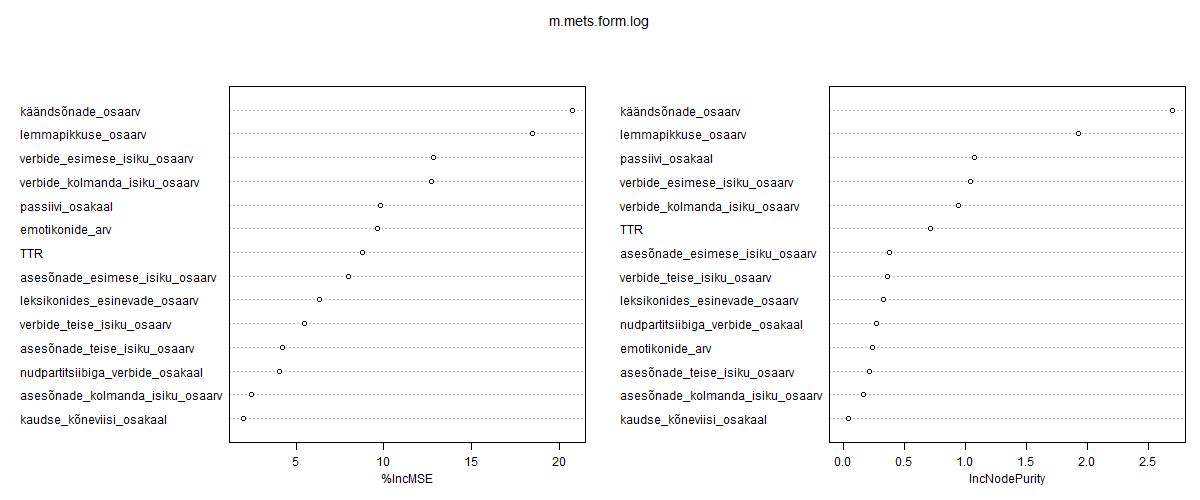 m.mets.form.log
käändsõnade_osaarv
lemmapikkuse_osaarv
verbide_esimese_isiku_osaarv
verbide_kolmanda_isiku_osaarv
passiivi_osakaal
emotikonide_arv
TTR
asesõnade_esimese_isiku_osaarv
leksikonides_esinevade_osaarv
verbide_teise_isiku_osaarv
asesõnade_teise_isiku_osaarv
nudpartitsiibiga_verbide_osakaal
asesõnade_kolmanda_isiku_osaarv
kaudse_kõneviisi_osakaal
5 10 15 20
%IncMSE
käändsõnade_osaarv
lemmapikkuse_osaarv
passiivi_osakaal
verbide_esimese_isiku_osaarv
verbide_kolmanda_isiku_osaarv
TTR
asesõnade_esimese_isiku_osaarv
verbide_teise_isiku_osaarv
leksikonides_esinevade_osaarv
nudpartitsiibiga_verbide_osakaal
emotikonide_arv
asesõnade_teise_isiku_osaarv
asesõnade_kolmanda_isiku_osaarv
kaudse_kõneviisi_osakaal
0.0 0.5 1.0 1.5 2.0 2.5
IncNodePurity